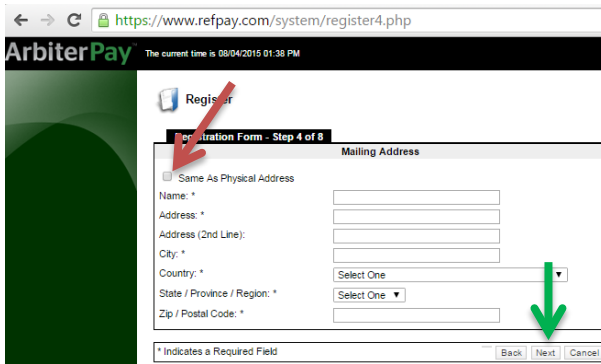 https://www.refpay.com/system/register4.php
ArbiterPay™ The current time is 08/04/2015 01:38 PM
Register
Registration Form - Step 4 of 8
Mailing Address
Same As Physical Address
Name: *
Address: *
Address (2nd Line):
City: *
Country: * Select One
State / Province / Region: * Select One
Zip / Postal Code: *
* Indicates a Required Field Back Next Cancel